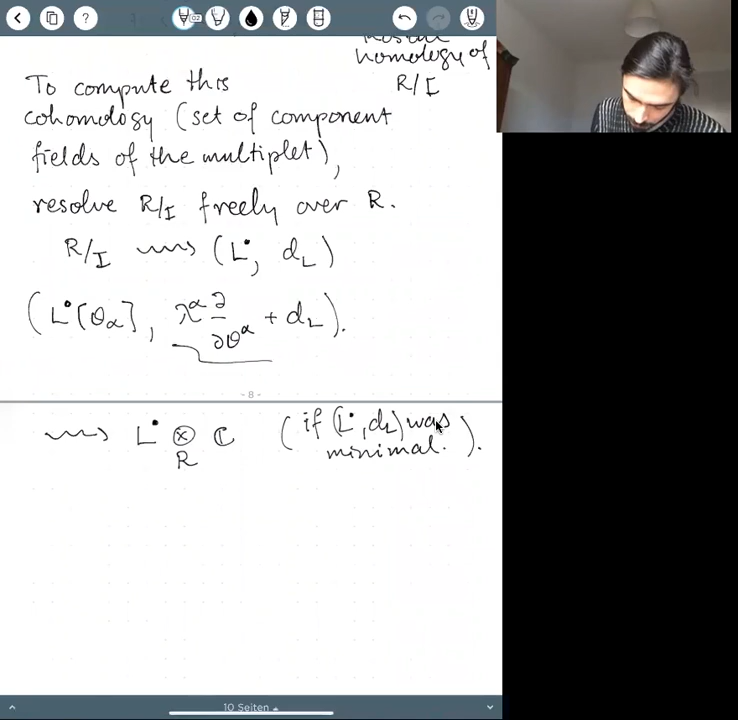 homology of
R/I
To compute this
cohomology (set of component
fields of the multiplet),
resolve R/I freely over R.
R/I ⟿ (L•, d_L)
(L•[θ_α], λ^α ∂/∂θ^α + d_L).
- 8 -
⟿ L• ⊗_R ℂ (if (L•, d_L) was
minimal.).
10 Seiten